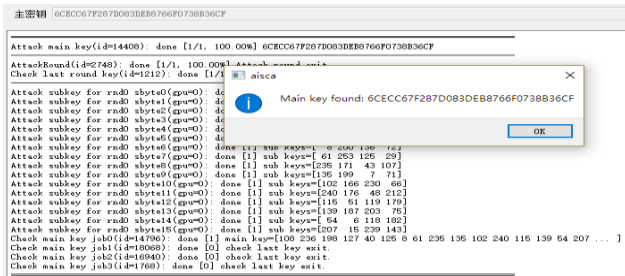 主密钥 6CECC67F287D083DEB8766F0738B36CF
Attack main key(id=14408): done [1/1, 100.00%] 6CECC67F287D083DEB8766F0738B36CF
AttackRound(id=2748): done [1/1, 100.00%] Attack round exit.
Check last round key(id=1212): done [1/
Attack subkey for rnd0 sbyte0(gpu=0): do
Attack subkey for rnd0 sbyte1(gpu=0): do
Attack subkey for rnd0 sbyte2(gpu=0): do
Attack subkey for rnd0 sbyte3(gpu=0): do
Attack subkey for rnd0 sbyte4(gpu=0): do
Attack subkey for rnd0 sbyte5(gpu=0): do
Attack subkey for rnd0 sbyte6(gpu=0): done [1] sub keys=[ 8 200 136 72]
Attack subkey for rnd0 sbyte7(gpu=0): done [1] sub keys=[ 61 253 125 29]
Attack subkey for rnd0 sbyte8(gpu=0): done [1] sub keys=[235 171 43 107]
Attack subkey for rnd0 sbyte9(gpu=0): done [1] sub keys=[135 199 7 71]
Attack subkey for rnd0 sbyte10(gpu=0): done [1] sub keys=[102 166 230 66]
Attack subkey for rnd0 sbyte11(gpu=0): done [1] sub keys=[240 176 48 212]
Attack subkey for rnd0 sbyte12(gpu=0): done [1] sub keys=[115 51 119 179]
Attack subkey for rnd0 sbyte13(gpu=0): done [1] sub keys=[139 187 203 75]
Attack subkey for rnd0 sbyte14(gpu=0): done [1] sub keys=[ 54 6 118 182]
Attack subkey for rnd0 sbyte15(gpu=0): done [1] sub keys=[207 15 239 143]
Check main key job0(id=14796): done [1] main key=[108 236 198 127 40 125 8 61 235 135 102 240 115 139 54 207 ... ]
Check main key job1(id=18068): done [0] check last key exit.
Check main key job2(id=16940): done [0] check last key exit.
Check main key job3(id=1768): done [0] check last key exit.
aisca
Main key found: 6CECC67F287D083DEB8766F0738B36CF
OK